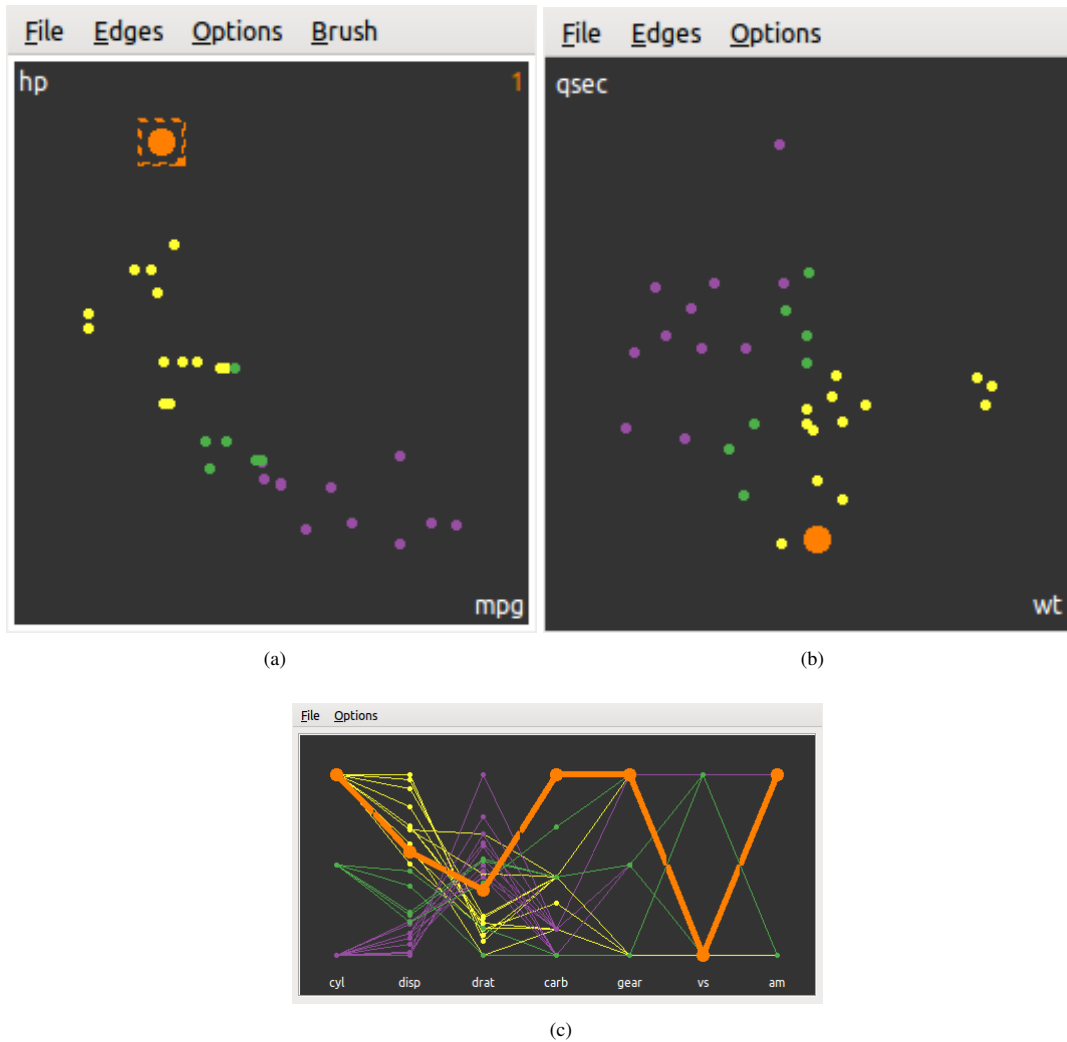 File Edges Options Brush
hp 1
mpg
(a)
File Edges Options
qsec
wt
(b)
File Options
cyl disp drat carb gear vs am
(c)